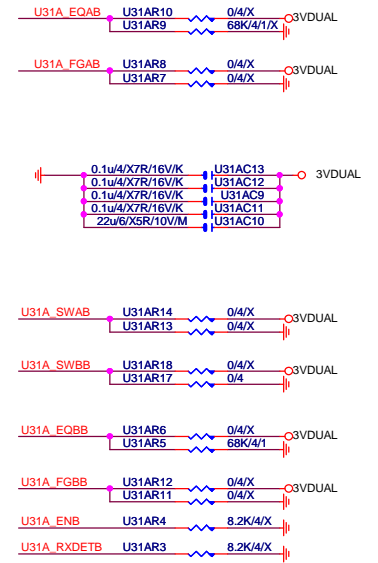 U31A_EQAB U31AR10 0/4/X 3VDUAL
U31AR9 68K/4/1/X
U31A_FGAB U31AR8 0/4/X 3VDUAL
U31AR7 0/4/X
0.1u/4/X7R/16V/K U31AC13 3VDUAL
0.1u/4/X7R/16V/K U31AC12
0.1u/4/X7R/16V/K U31AC9
0.1u/4/X7R/16V/K U31AC11
22u/6/X5R/10V/M U31AC10
U31A_SWAB U31AR14 0/4/X 3VDUAL
U31AR13 0/4/X
U31A_SWBB U31AR18 0/4/X 3VDUAL
U31AR17 0/4
U31A_EQBB U31AR6 0/4/X 3VDUAL
U31AR5 68K/4/1
U31A_FGBB U31AR12 0/4/X 3VDUAL
U31AR11 0/4/X
U31A_ENB U31AR4 8.2K/4/X
U31A_RXDETB U31AR3 8.2K/4/X